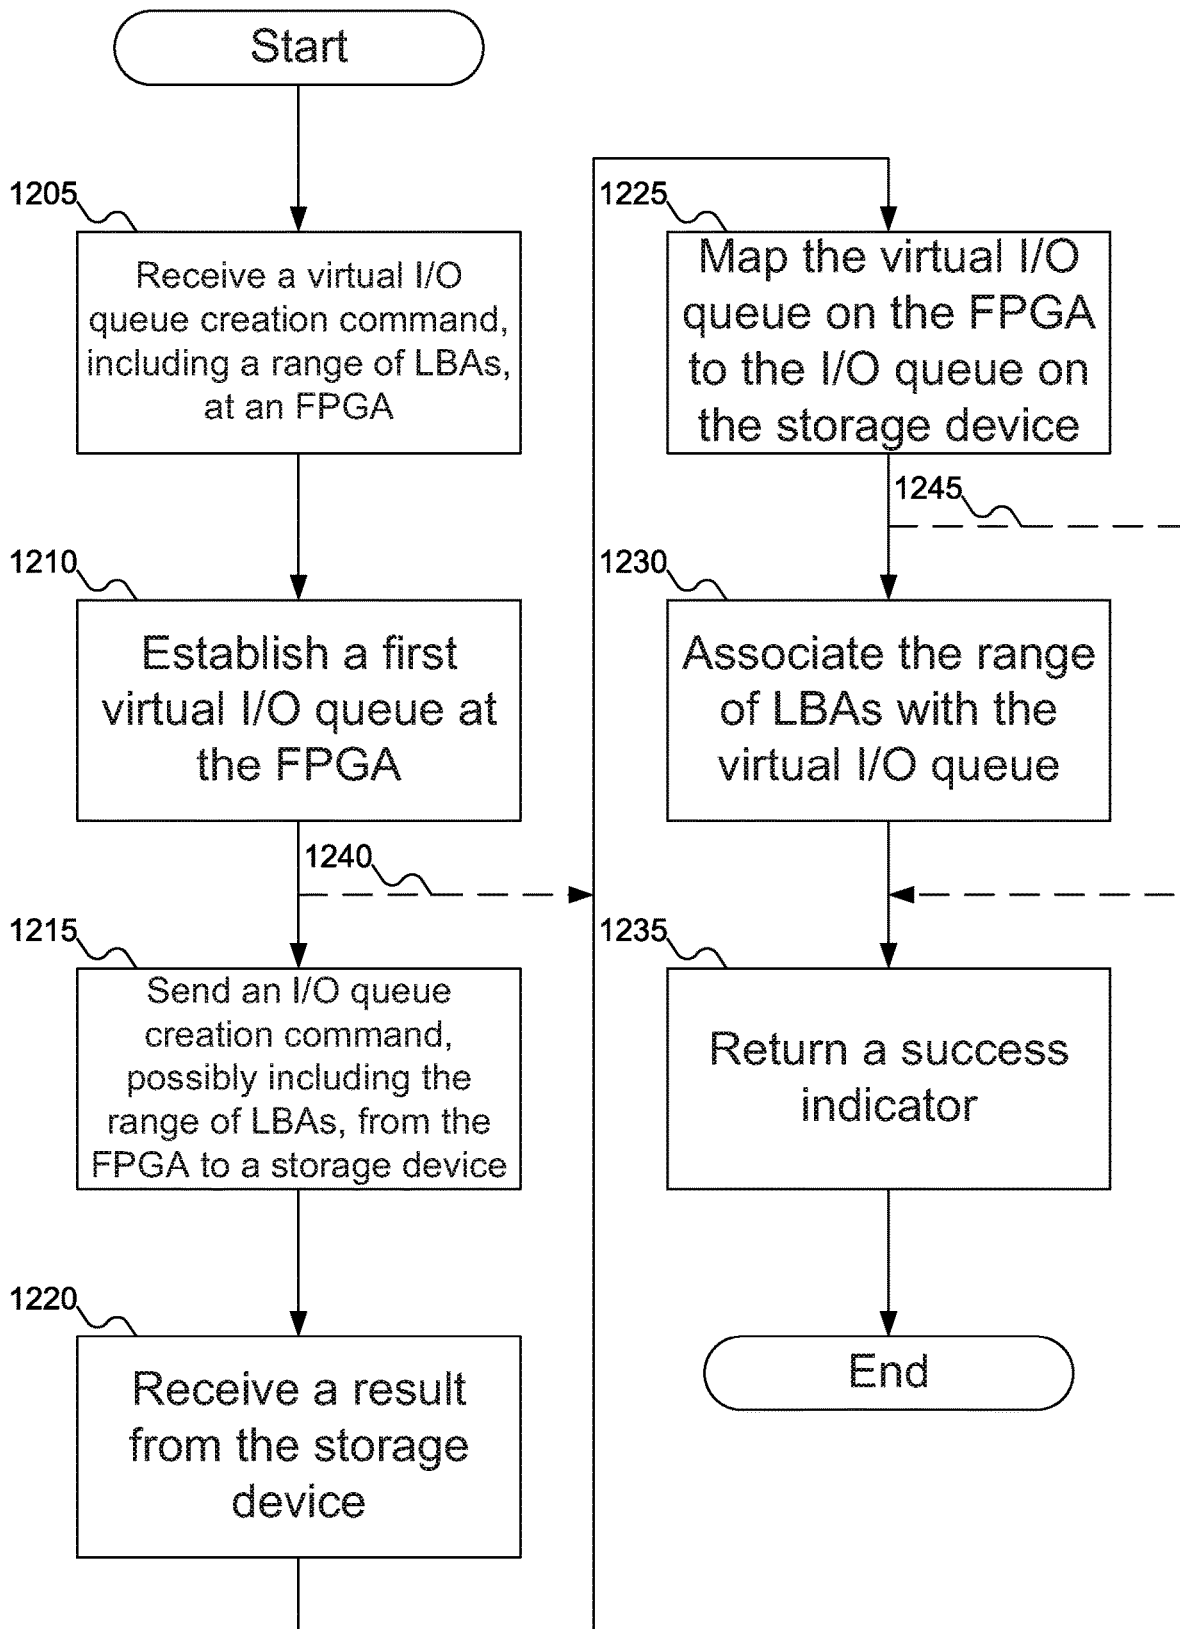 Start
1205
Receive a virtual I/O
queue creation command,
including a range of LBAs,
at an FPGA
1210
Establish a first
virtual I/O queue at
the FPGA
1240
1215
Send an I/O queue
creation command,
possibly including the
range of LBAs, from the
FPGA to a storage device
1220
Receive a result
from the storage
device
1225
Map the virtual I/O
queue on the FPGA
to the I/O queue on
the storage device
1245
1230
Associate the range
of LBAs with the
virtual I/O queue
1235
Return a success
indicator
End